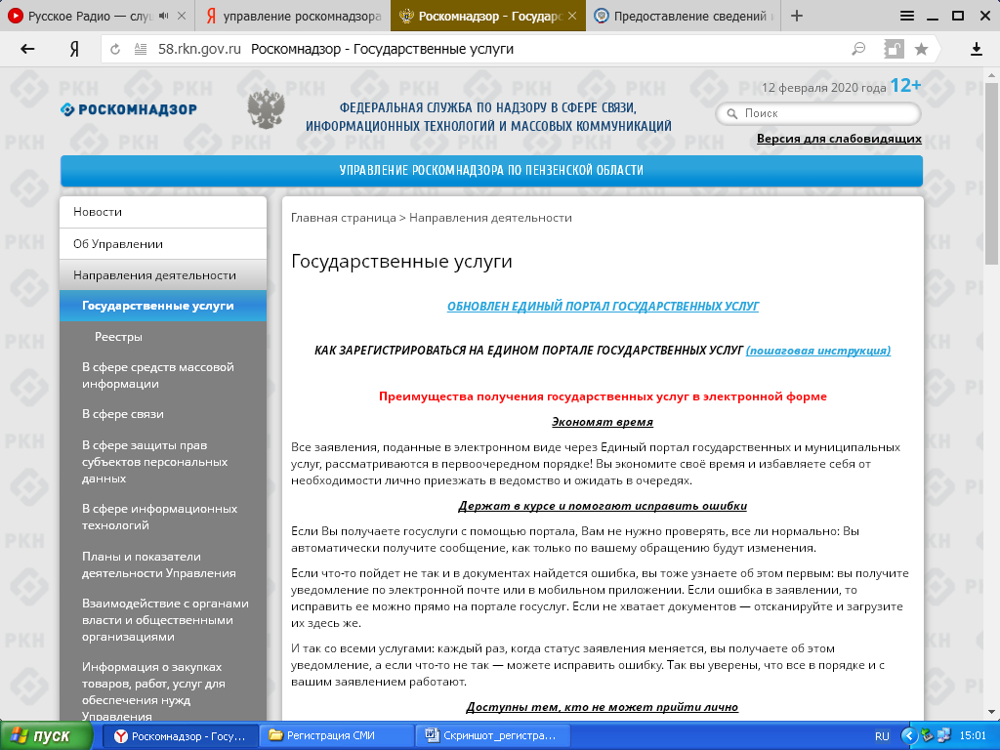 Русское Радио — слу
управление роскомнадзора
Роскомнадзор - Государс
Предоставление сведений и
58.rkn.gov.ru Роскомнадзор - Государственные услуги
РОСКОМНАДЗОР
ФЕДЕРАЛЬНАЯ СЛУЖБА ПО НАДЗОРУ В СФЕРЕ СВЯЗИ,
ИНФОРМАЦИОННЫХ ТЕХНОЛОГИЙ И МАССОВЫХ КОММУНИКАЦИЙ
12 февраля 2020 года 12+
Поиск
Версия для слабовидящих
УПРАВЛЕНИЕ РОСКОМНАДЗОРА ПО ПЕНЗЕНСКОЙ ОБЛАСТИ
Новости
Об Управлении
Направления деятельности
Государственные услуги
Реестры
В сфере средств массовой
информации
В сфере связи
В сфере защиты прав
субъектов персональных
данных
В сфере информационных
технологий
Планы и показатели
деятельности Управления
Взаимодействие с органами
власти и общественными
организациями
Информация о закупках
товаров, работ, услуг для
обеспечения нужд
Управления
Главная страница > Направления деятельности
Государственные услуги
ОБНОВЛЕН ЕДИНЫЙ ПОРТАЛ ГОСУДАРСТВЕННЫХ УСЛУГ
КАК ЗАРЕГИСТРИРОВАТЬСЯ НА ЕДИНОМ ПОРТАЛЕ ГОСУДАРСТВЕННЫХ УСЛУГ (пошаговая инструкция)
Преимущества получения государственных услуг в электронной форме
Экономят время
Все заявления, поданные в электронном виде через Единый портал государственных и муниципальных
услуг, рассматриваются в первоочередном порядке! Вы экономите своё время и избавляете себя от
необходимости лично приезжать в ведомство и ожидать в очередях.
Держат в курсе и помогают исправить ошибки
Если Вы получаете госуслуги с помощью портала, Вам не нужно проверять, все ли нормально: Вы
автоматически получите сообщение, как только по вашему обращению будут изменения.
Если что-то пойдет не так и в документах найдется ошибка, вы тоже узнаете об этом первым: вы получите
уведомление по электронной почте или в мобильном приложении. Если ошибка в заявлении, то
исправить ее можно прямо на портале госуслуг. Если не хватает документов — отсканируйте и загрузите
их здесь же.
И так со всеми услугами: каждый раз, когда статус заявления меняется, вы получаете об этом
уведомление, а если что-то не так — можете исправить ошибку. Так вы уверены, что все в порядке и с
вашим заявлением работают.
Доступны тем, кто не может прийти лично
пуск
Роскомнадзор - Госу...
Регистрация СМИ
Скриншот_регистра...
RU
15:01